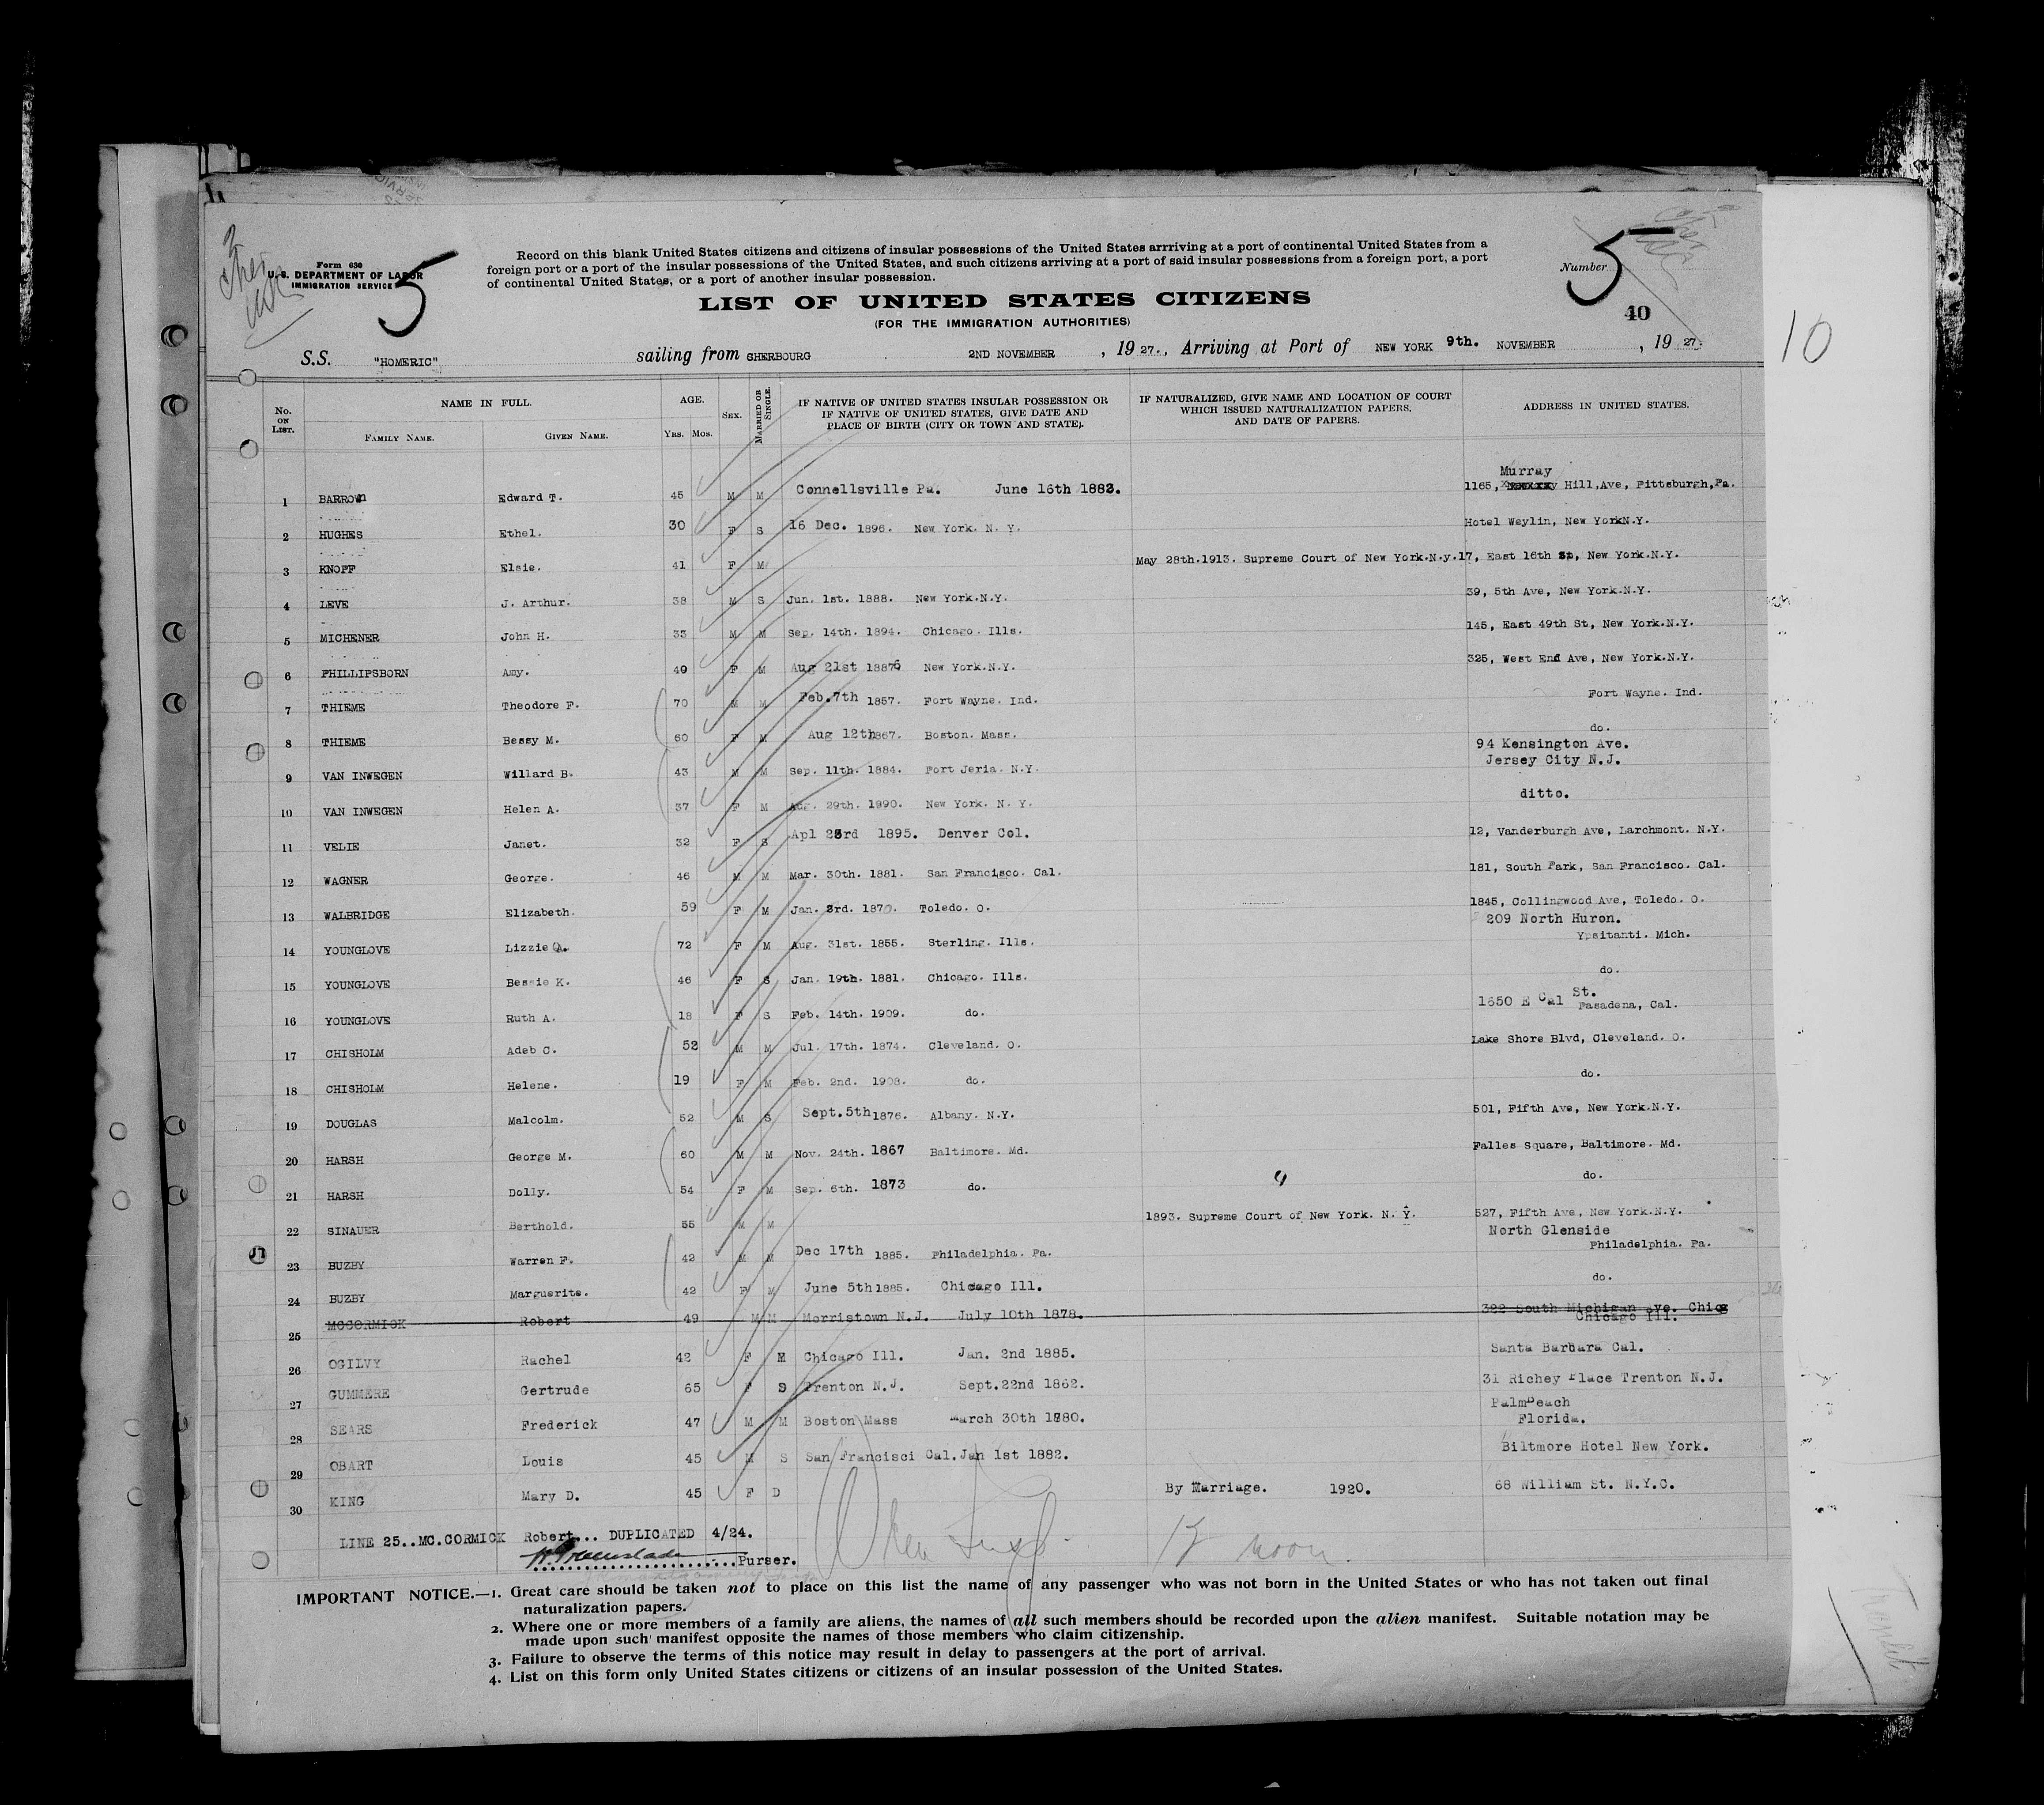 Form 630
U. S. DEPARTMENT OF LABOR
IMMIGRATION SERVICE
5
Record on this blank United States citizens and citizens of insular possessions of the United States arrriving at a port of continental United States from a
foreign port or a port of the insular possessions of the United States, and such citizens arriving at a port of said insular possessions from a foreign port, a port
of continental United States, or a port of another insular possession.
Number 5
LIST OF UNITED STATES CITIZENS
(FOR THE IMMIGRATION AUTHORITIES)
40
10
S.S. "HOMERIC" sailing from CHERBOURG 2ND NOVEMBER , 19 27., Arriving at Port of NEW YORK 9th. NOVEMBER , 19 27.
No. ON LIST. NAME IN FULL. FAMILY NAME. GIVEN NAME. AGE. Yrs. Mos. SEX. MARRIED OR SINGLE. IF NATIVE OF UNITED STATES INSULAR POSSESSION OR IF NATIVE OF UNITED STATES, GIVE DATE AND PLACE OF BIRTH (CITY OR TOWN AND STATE). IF NATURALIZED, GIVE NAME AND LOCATION OF COURT WHICH ISSUED NATURALIZATION PAPERS, AND DATE OF PAPERS. ADDRESS IN UNITED STATES.
Murray
1 BARROwn Edward T. 45 M M Connellsville Pa. June 16th 1882. 1165, Hill,Ave, Pittsburgh,Pa.
2 HUGHES Ethel. 30 F S 16 Dec. 1896. New York. N. Y. Hotel Weylin, New YorkN.Y.
3 KNOPF Elsie. 41 F M May 28th.1913. Supreme Court of New York.N.y. 17, East 16th St, New York.N.Y.
4 LEVE J. Arthur. 38 M S Jun. 1st. 1888. New York.N.Y. 39, 5th Ave, New York.N.Y.
5 MICHENER John H. 33 M M Sep. 14th. 1894. Chicago. Ills. 145, East 49th St, New York.N.Y.
6 PHILLIPSBORN Amy. 49 F M Aug 21st New York.N.Y. 325, West End Ave, New York.N.Y.
7 THIEME Theodore F. 70 M M Feb.7th 1857. Fort Wayne. Ind. Fort Wayne. Ind.
8 THIEME Bessy M. 60 F M Aug 12th 1867. Boston. Mass. do.
9 VAN INWEGEN Willard B. 43 M M Sep. 11th. 1884. Port Jeria. N.Y. 94 Kensington Ave.
Jersey City N.J.
10 VAN INWEGEN Helen A. 37 F M Aug. 29th. 1890. New York. N. Y. ditto.
11 VELIE Janet. 32 F S Apl 23rd 1895. Denver Col. 12, Vanderburgh Ave, Larchmont. N.Y.
12 WAGNER George. 46 M M Mar. 30th. 1881. San Francisco. Cal. 181, South Park, San Francisco. Cal.
13 WALBRIDGE Elizabeth. 59 F M Jan. 3rd. 1870. Toledo. O. 1845, Collingwood Ave, Toledo. O.
14 YOUNGLOVE Lizzie A. 72 F M Aug. 31st. 1855. Sterling. Ills. 209 North Huron.
Ypsitanti. Mich.
15 YOUNGLOVE Bessie K. 46 F S Jan. 19th. 1881. Chicago. Ills. do.
16 YOUNGLOVE Ruth A. 18 F S Feb. 14th. 1909. do. 1650 E Cal St.
Pasadena, Cal.
17 CHISHOLM Adeb C. 52 M M Jul. 17th. 1874. Cleveland. O. Lake Shore Blvd, Cleveland. O.
18 CHISHOLM Helene. 19 F M Feb. 2nd. 1908. do. do.
19 DOUGLAS Malcolm. 52 M S Sept.5th 1876. Albany. N.Y. 501, Fifth Ave, New York.N.Y.
20 HARSH George M. 60 M M Nov. 24th. 1867 Baltimore. Md. Falles Square, Baltimore. Md.
21 HARSH Dolly. 54 F M Sep. 6th. 1873 do. do.
22 SINAUER Berthold. 55 M M 1893. Supreme Court of New York. N. Y. 527, Fifth Ave, New York.N.Y.
23 BUZBY Warren F. 42 M M Dec 17th 1885. Philadelphia. Pa. North Glenside
Philadelphia. Pa.
24 BUZBY Marguerite. 42 F M June 5th 1885. Chicago Ill. do.
25 MCCORMICK Robert 49 M M Morristown N.J. July 10th 1878. 322 South Michigan ve. Chicg
Chicago Ill.
26 OGILVY Rachel 42 F M Chicago Ill. Jan. 2nd 1885. Santa Barbara Cal.
27 GUMMERE Gertrude 65 F S Trenton N.J. Sept.22nd 1862. 31 Richey Place Trenton N.J.
28 SEARS Frederick 47 M M Boston Mass March 30th 1880. PalmBeach
Florida.
29 OBART Louis 45 M S San Francisci Cal.Jan 1st 1882. Biltmore Hotel New York.
30 KING Mary D. 45 F D By Marriage. 1920. 68 William St. N.Y.C.
LINE 25..MC.CORMICK Robert... DUPLICATED 4/24.
Purser.
12 noon.
IMPORTANT NOTICE.—1. Great care should be taken not to place on this list the name of any passenger who was not born in the United States or who has not taken out final
naturalization papers.
2. Where one or more members of a family are aliens, the names of all such members should be recorded upon the alien manifest. Suitable notation may be
made upon such manifest opposite the names of those members who claim citizenship.
3. Failure to observe the terms of this notice may result in delay to passengers at the port of arrival.
4. List on this form only United States citizens or citizens of an insular possession of the United States.